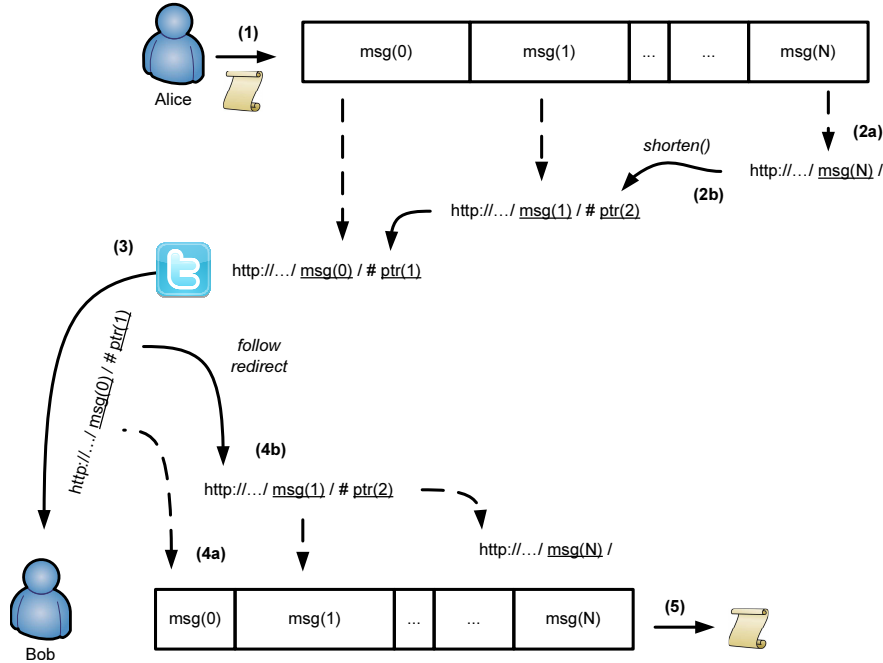 (1)
Alice
msg(0)
msg(1)
...
...
msg(N)
(2a)
shorten()
http://…/ msg(N) /
(2b)
http://…/ msg(1) / # ptr(2)
(3)
http://…/ msg(0) / # ptr(1)
http://…/ msg(0) / # ptr(1)
follow
redirect
(4b)
http://…/ msg(1) / # ptr(2)
(4a)
http://…/ msg(N) /
msg(0)
msg(1)
...
...
msg(N)
(5)
Bob